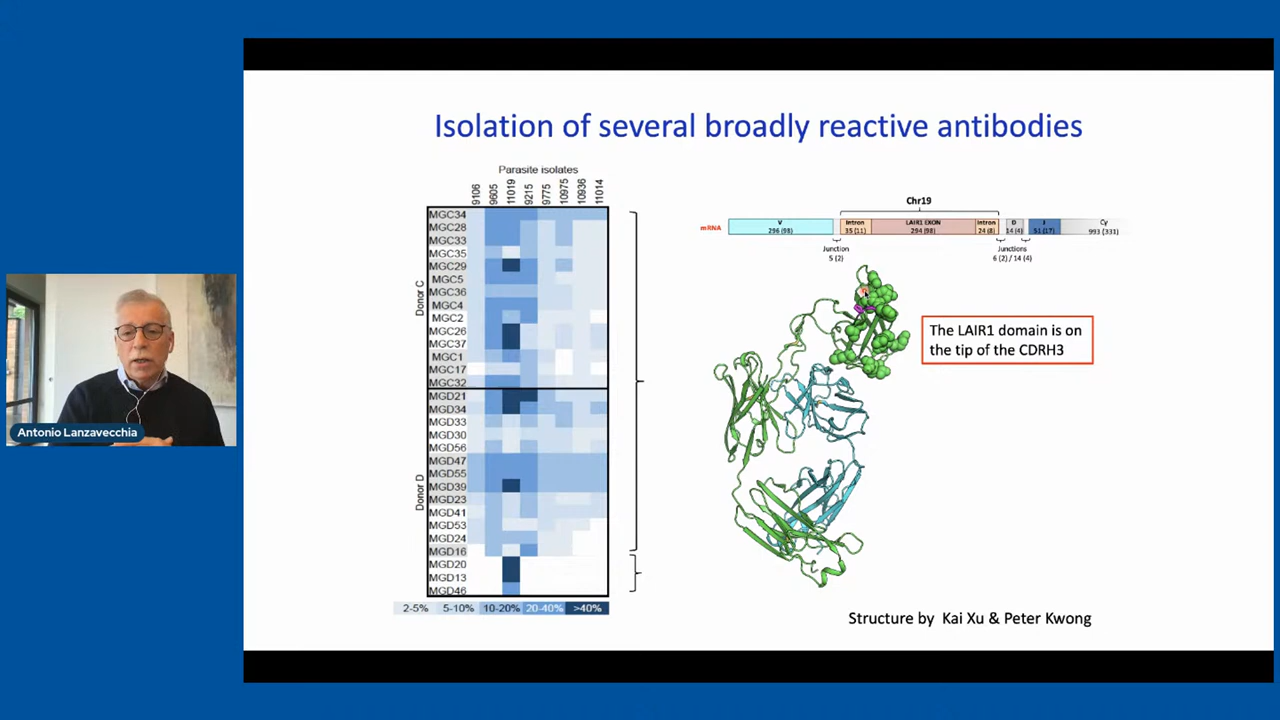 Isolation of several broadly reactive antibodies
Parasite isolates
9106
9605
11019
9215
9775
10975
10936
11014
Donor C
MGC34
MGC28
MGC33
MGC35
MGC29
MGC5
MGC36
MGC4
MGC2
MGC26
MGC37
MGC1
MGC17
MGC32
Donor D
MGD21
MGD34
MGD33
MGD30
MGD56
MGD47
MGD55
MGD39
MGD23
MGD41
MGD53
MGD24
MGD16
MGD20
MGD13
MGD46
2-5% 5-10% 10-20% 20-40% >40%
Chr19
mRNA
V
296 (98)
Intron
35 (11)
LAIR1 EXON
294 (98)
Intron
24 (8)
D
14 (4)
J
51 (17)
Cγ
993 (331)
Junction
5 (2)
Junctions
6 (2) / 14 (4)
The LAIR1 domain is on
the tip of the CDRH3
Structure by Kai Xu & Peter Kwong
Antonio Lanzavecchia